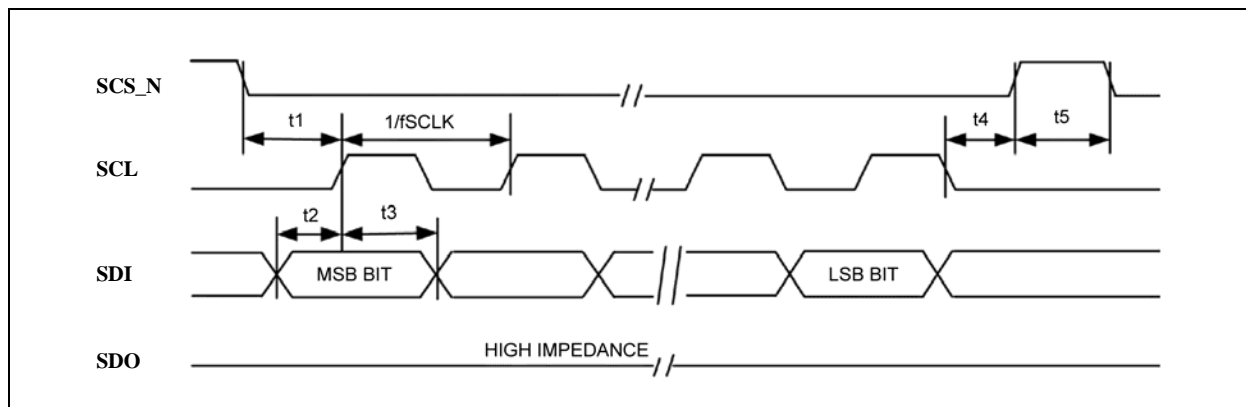 SCS_N
t1
1/fSCLK
t4
t5
SCL
t2
t3
SDI
MSB BIT
LSB BIT
SDO
HIGH IMPEDANCE